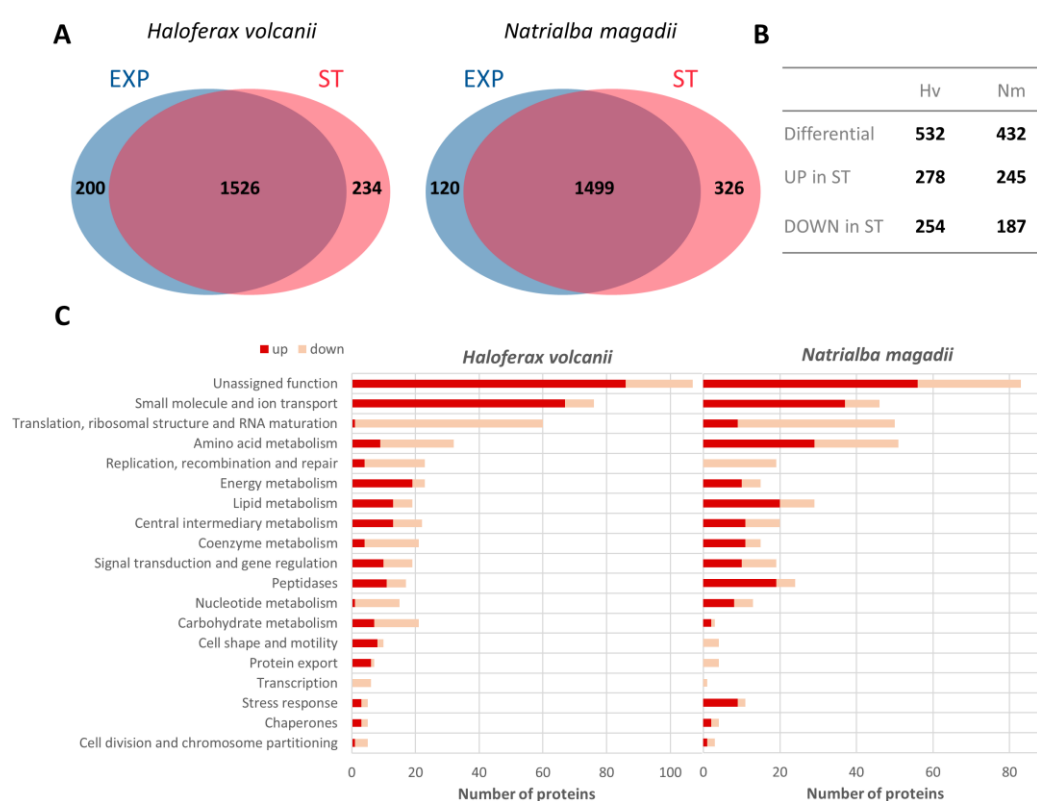 A
Haloferax volcanii
Natrialba magadii
B
EXP
ST
EXP
ST
200
1526
234
120
1499
326
Hv Nm
Differential 532 432
UP in ST 278 245
DOWN in ST 254 187
C
up down
Haloferax volcanii
Natrialba magadii
Unassigned function
Small molecule and ion transport
Translation, ribosomal structure and RNA maturation
Amino acid metabolism
Replication, recombination and repair
Energy metabolism
Lipid metabolism
Central intermediary metabolism
Coenzyme metabolism
Signal transduction and gene regulation
Peptidases
Nucleotide metabolism
Carbohydrate metabolism
Cell shape and motility
Protein export
Transcription
Stress response
Chaperones
Cell division and chromosome partitioning
0 20 40 60 80 100
0 20 40 60 80
Number of proteins
Number of proteins